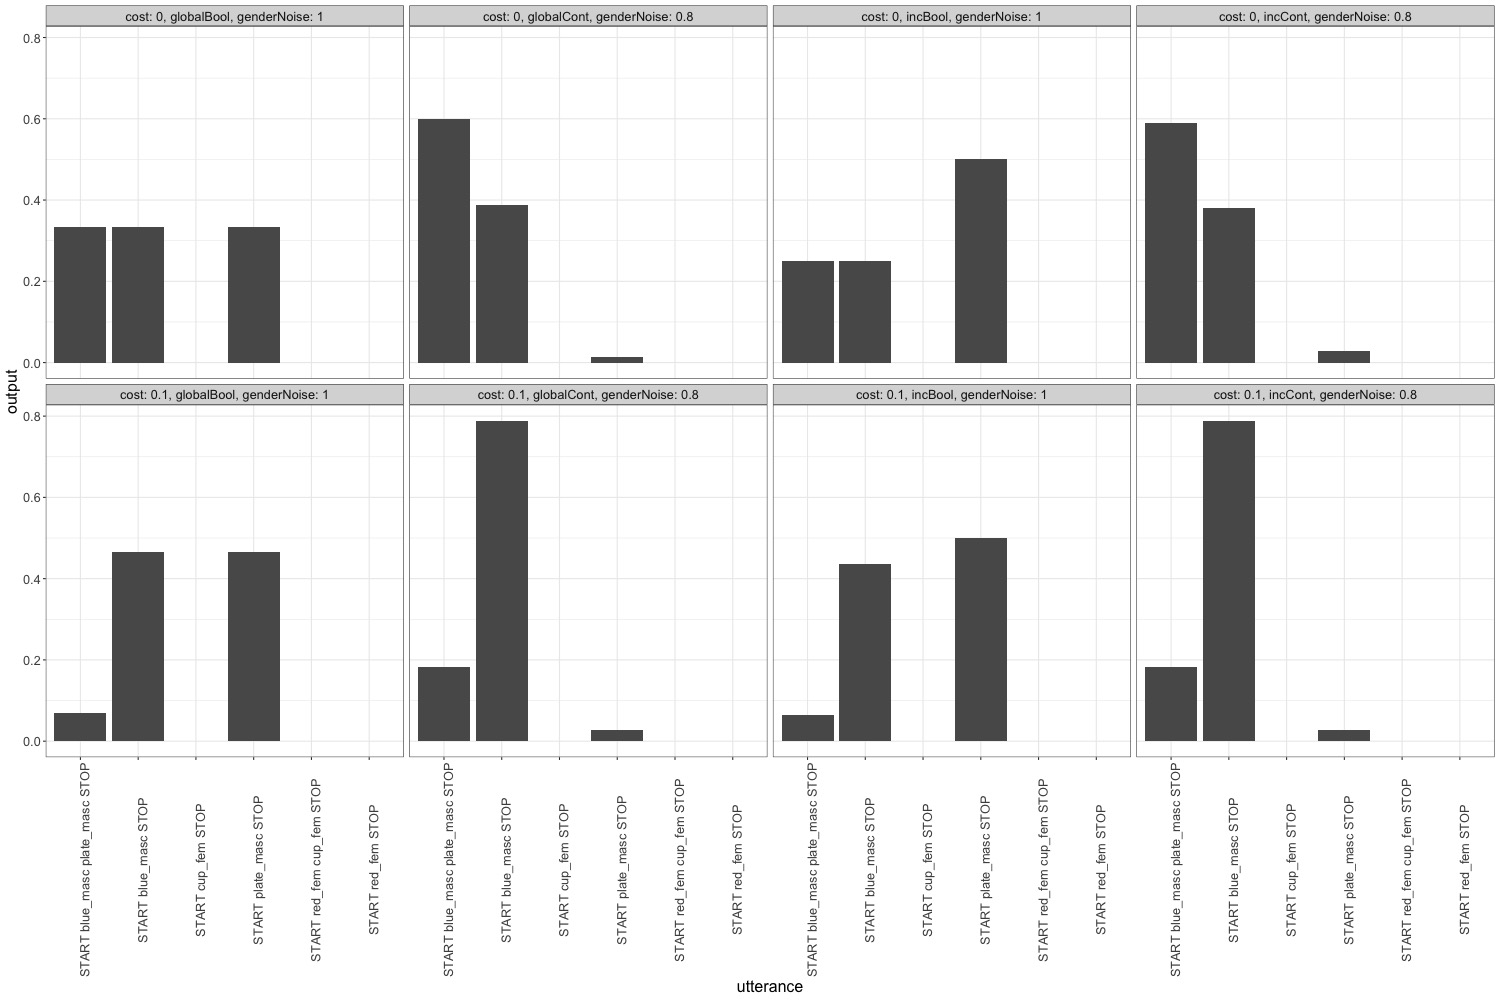 cost: 0, globalBool, genderNoise: 1
cost: 0, globalCont, genderNoise: 0.8
cost: 0, incBool, genderNoise: 1
cost: 0, incCont, genderNoise: 0.8
0.8
0.6
0.4
0.2
0.0
cost: 0.1, globalBool, genderNoise: 1
cost: 0.1, globalCont, genderNoise: 0.8
cost: 0.1, incBool, genderNoise: 1
cost: 0.1, incCont, genderNoise: 0.8
0.8
0.6
0.4
0.2
0.0
output
START blue_masc plate_masc STOP
START blue_masc STOP
START cup_fem STOP
START plate_masc STOP
START red_fem cup_fem STOP
START red_fem STOP
START blue_masc plate_masc STOP
START blue_masc STOP
START cup_fem STOP
START plate_masc STOP
START red_fem cup_fem STOP
START red_fem STOP
START blue_masc plate_masc STOP
START blue_masc STOP
START cup_fem STOP
START plate_masc STOP
START red_fem cup_fem STOP
START red_fem STOP
START blue_masc plate_masc STOP
START blue_masc STOP
START cup_fem STOP
START plate_masc STOP
START red_fem cup_fem STOP
START red_fem STOP
utterance